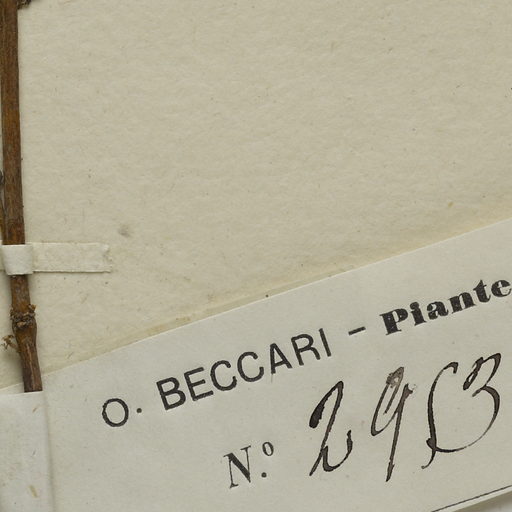 O. BECCARI – Piante
N.º 2953